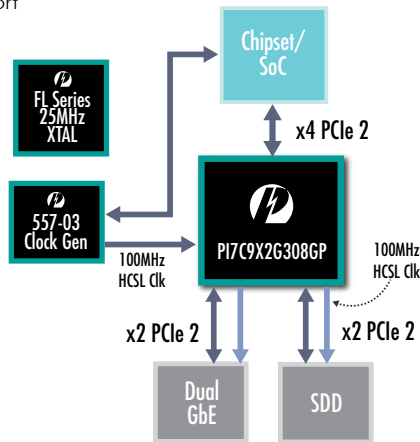 ort
Chipset/
SoC
FL Series
25MHz
XTAL
x4 PCIe 2
557-03
Clock Gen
PI7C9X2G308GP
100MHz
HCSL Clk
100MHz
HCSL Clk
x2 PCIe 2
x2 PCIe 2
Dual
GbE
SDD